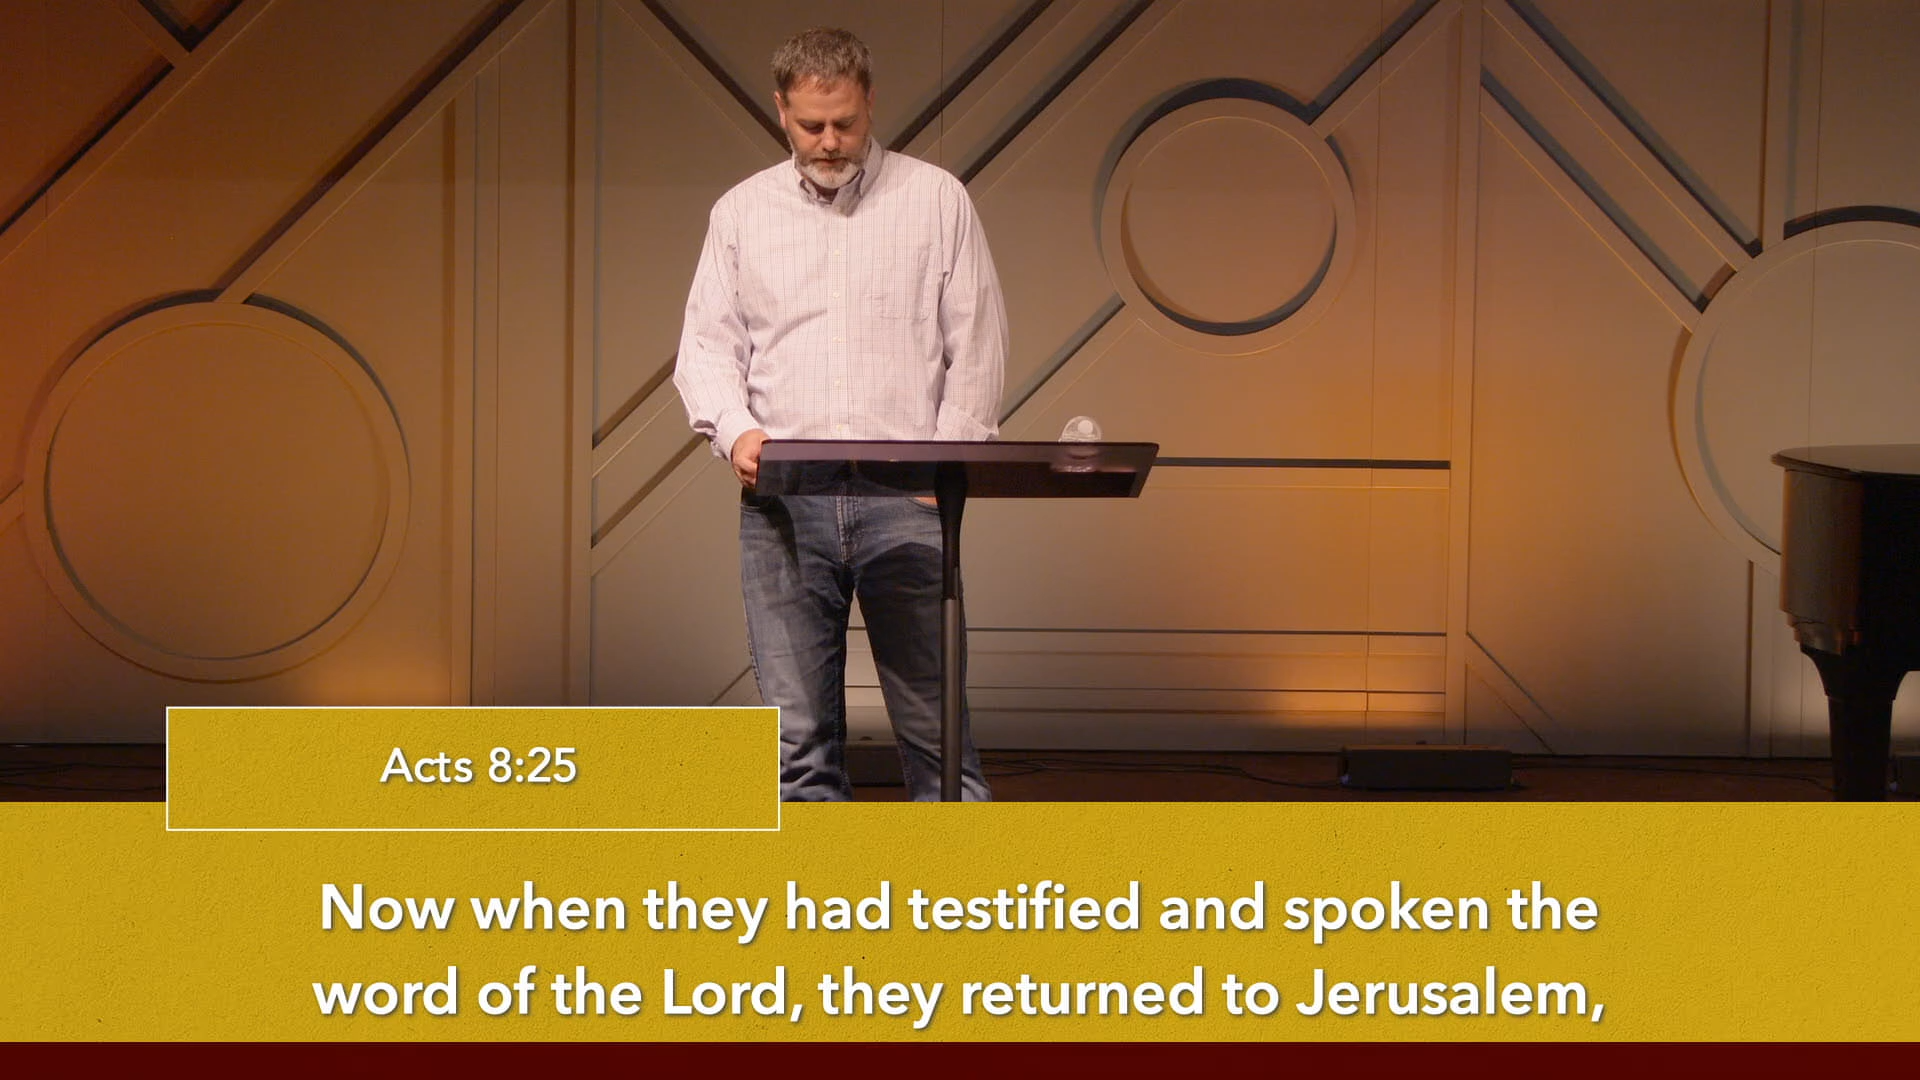 Acts 8:25
Now when they had testified and spoken the
word of the Lord, they returned to Jerusalem,